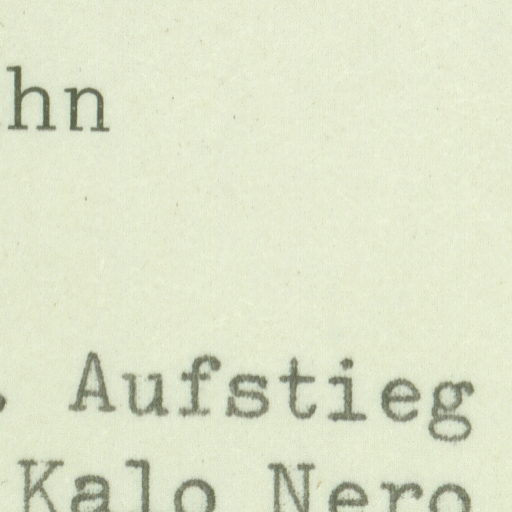 hn
, Aufstieg
Kalo Nero